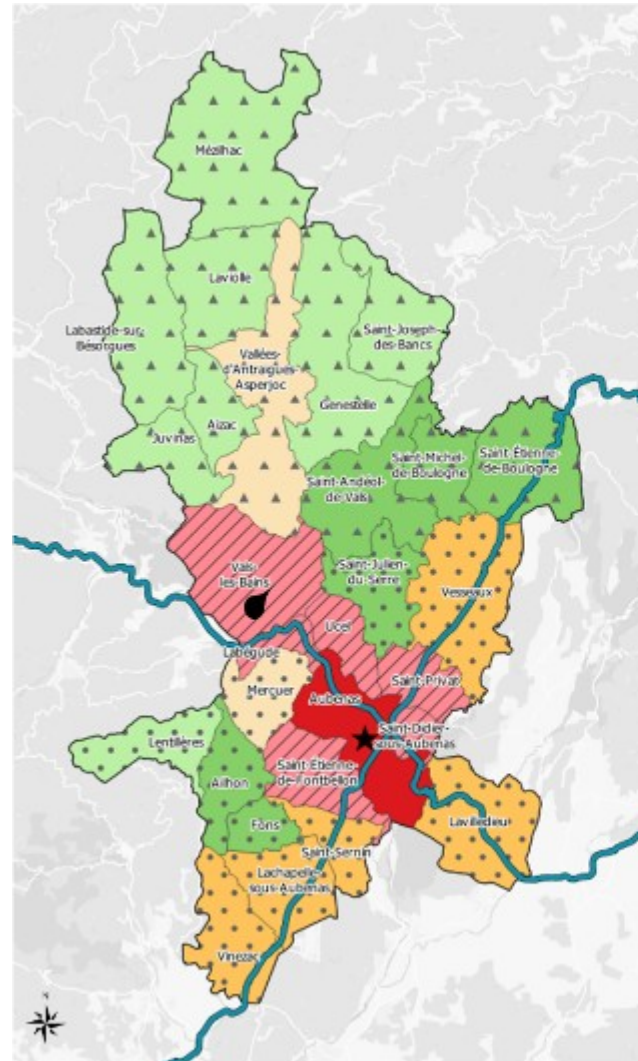 Mézilhac
Laviolle
Labastide-sur-
Bésorgues
Saint-Joseph-
des-Bancs
Vallées-
d'Antraigues-
Asperjoc
Genestelle
Aizac
Juvinas
Saint-Michel-
de-Boulogne
Saint-Étienne-
de-Boulogne
Saint-Andéol-
de-Vals
Saint-Julien-
du-Serre
Vesseaux
Vals-
les-Bains
Ucel
Labégude
Saint-Privat
Mercuer
Aubenas
Saint-Didier-
sous-Aubenas
Lentillères
Saint-Étienne-
de-Fontbellon
Ailhon
Fons
Lavilledieu
Saint-Sernin
Lachapelle-
sous-Aubenas
Vinezac
N